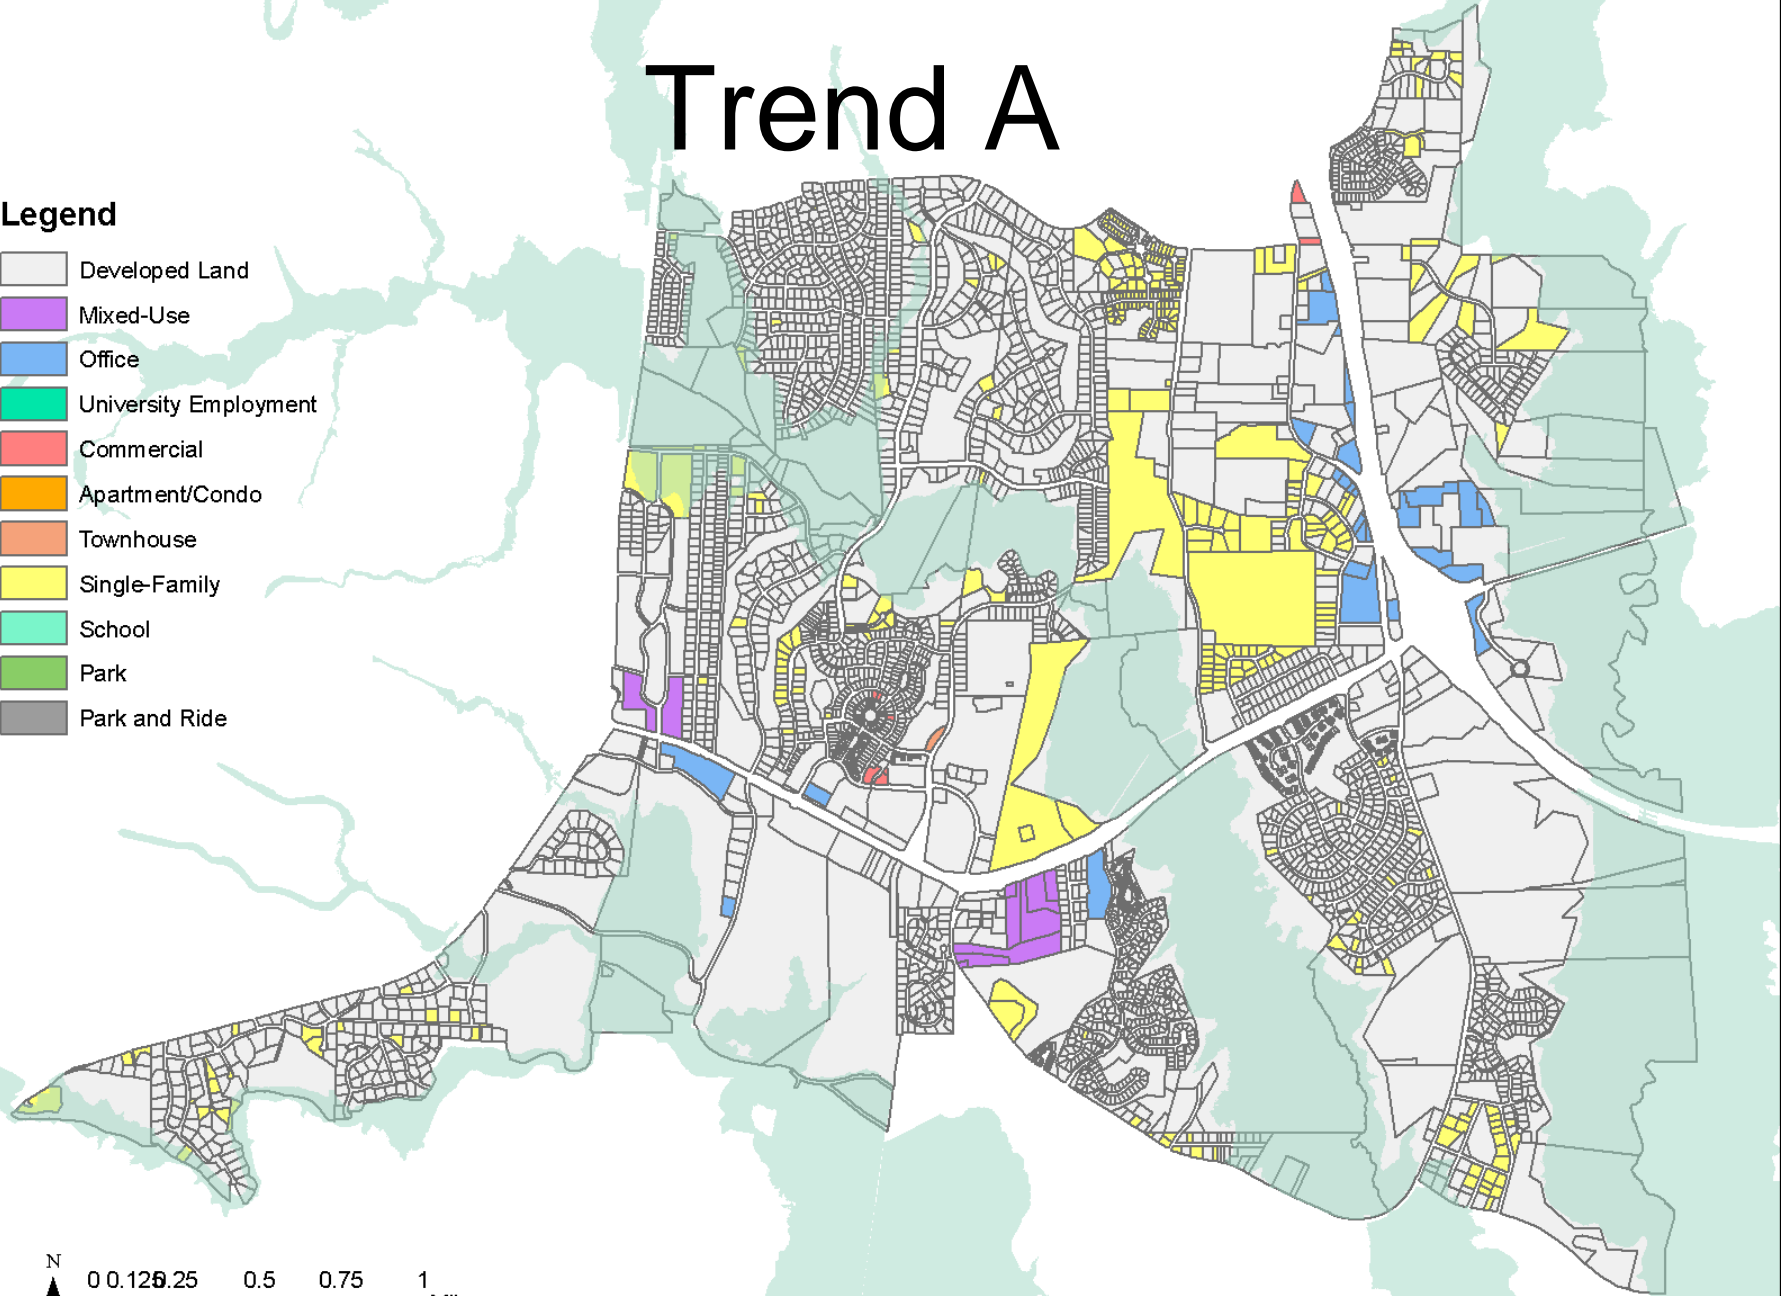 Trend A
Legend
Developed Land
Mixed-Use
Office
University Employment
Commercial
Apartment/Condo
Townhouse
Single-Family
School
Park
Park and Ride
N
0 0.125 0.25 0.5 0.75 1